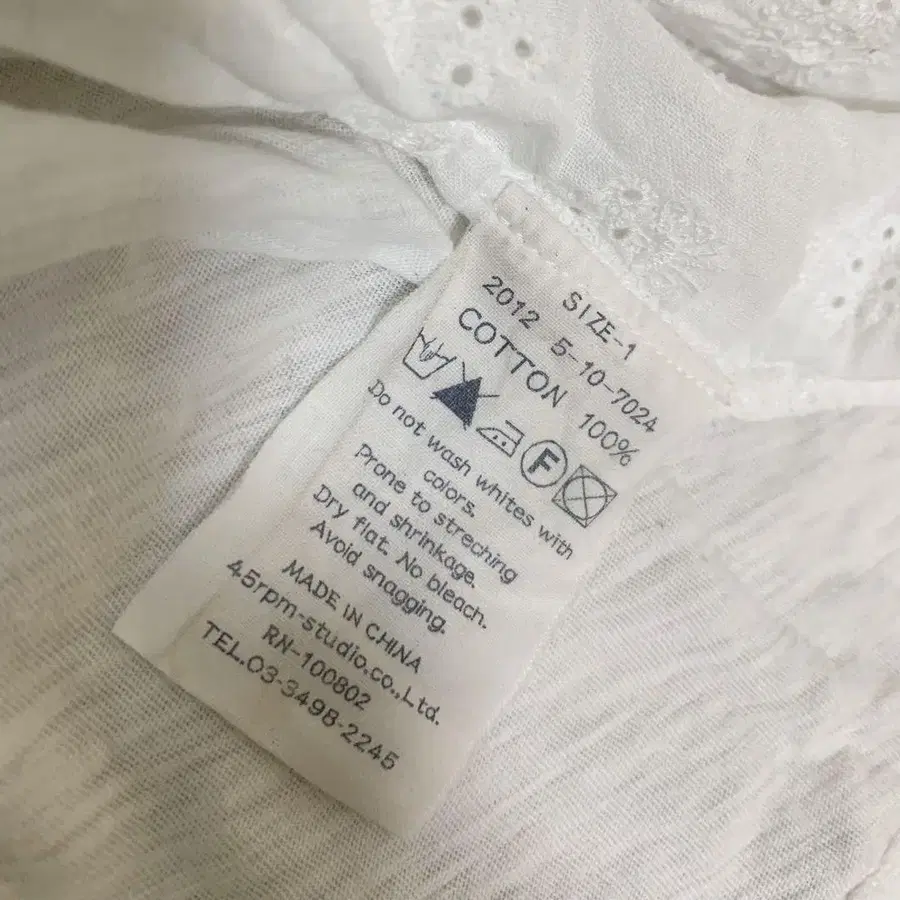 SIZE-1
2012 5-10-7024
COTTON 100%
F
Do not wash whites with
colors.
Prone to streching
and shrinkage.
Dry flat. No bleach.
Avoid snagging.
MADE IN CHINA
45rpm-studio.co.,Ltd.
RN-100802
TEL.03-3498-2245